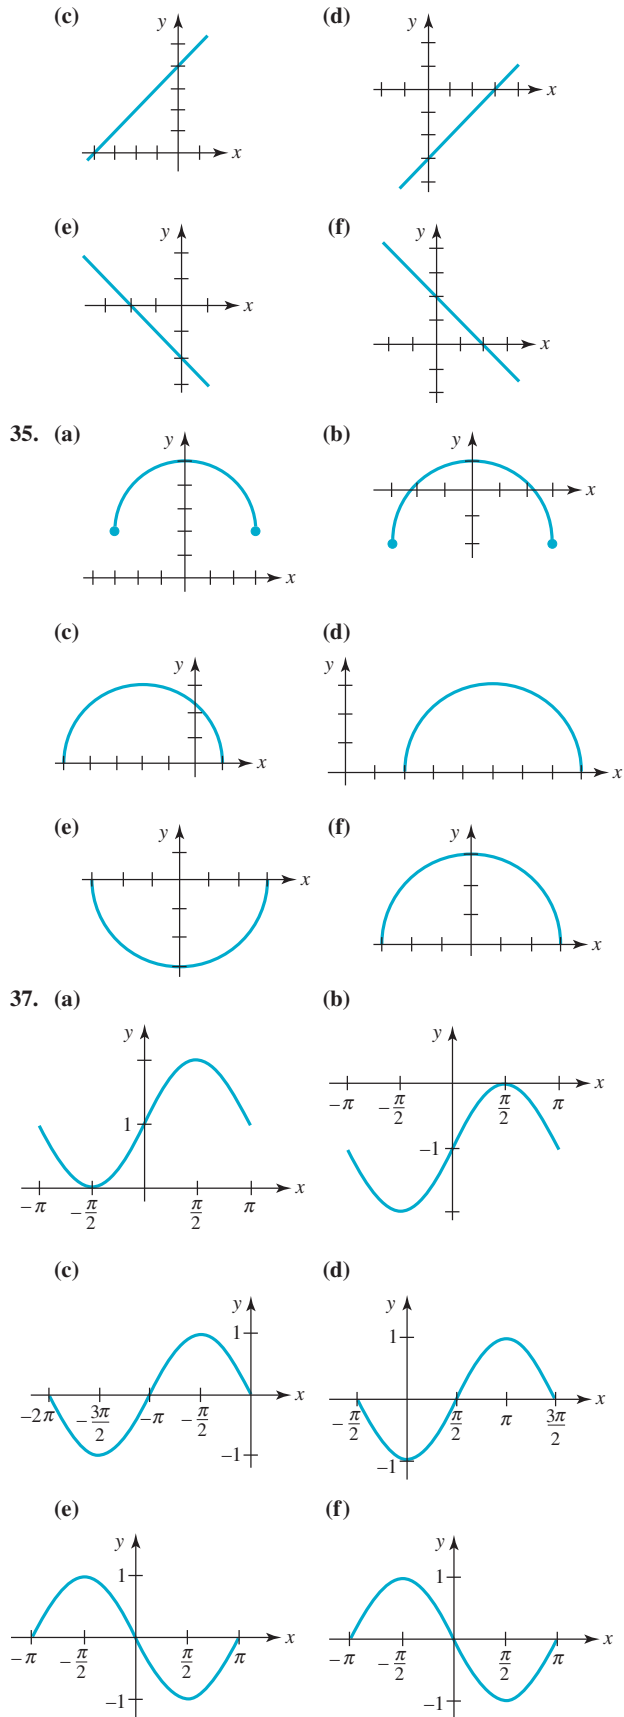 (c) (d)
y y
x x
(e) (f)
y y
x x
35. (a) (b)
y y
x x
(c) (d)
y y
x x
(e) (f)
y y
x x
37. (a) (b)
y y
1 x
−π −π/2 π/2 π x
−π −π/2 π/2 π
−1
(c) (d)
y y
1 1
x x
−2π −3π/2 −π −π/2 −π/2 π/2 π 3π/2
−1 −1
(e) (f)
y y
1 1
x x
−π −π/2 π/2 π −π −π/2 π/2 π
−1 −1